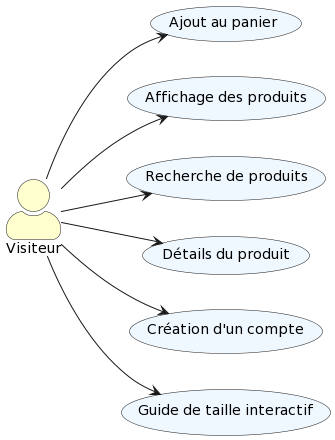 Ajout au panier
Affichage des produits
Recherche de produits
Visiteur
Détails du produit
Création d'un compte
Guide de taille interactif